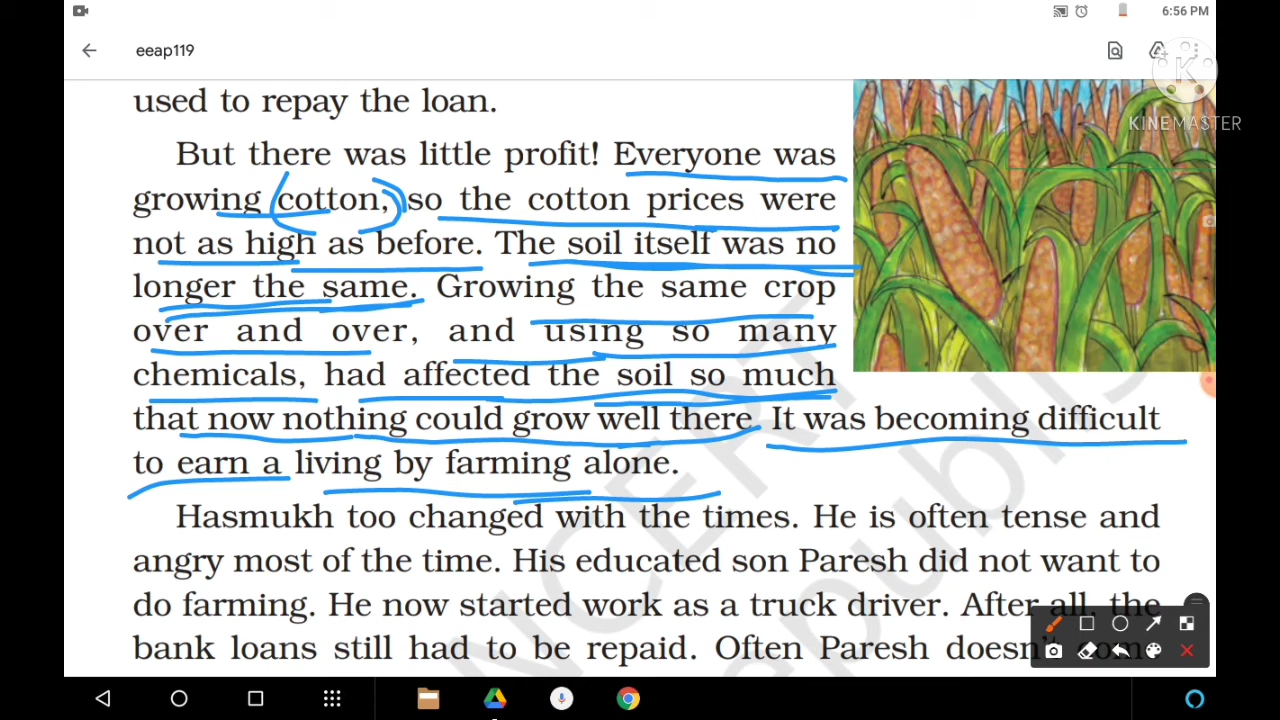 6:56 PM
eeap119
KINEMASTER
used to repay the loan.
But there was little profit! Everyone was
growing cotton, so the cotton prices were
not as high as before. The soil itself was no
longer the same. Growing the same crop
over and over, and using so many
chemicals, had affected the soil so much
that now nothing could grow well there. It was becoming difficult
to earn a living by farming alone.
Hasmukh too changed with the times. He is often tense and
angry most of the time. His educated son Paresh did not want to
do farming. He now started work as a truck driver. After all, the
bank loans still had to be repaid. Often Paresh doesn't
NCERT
republis